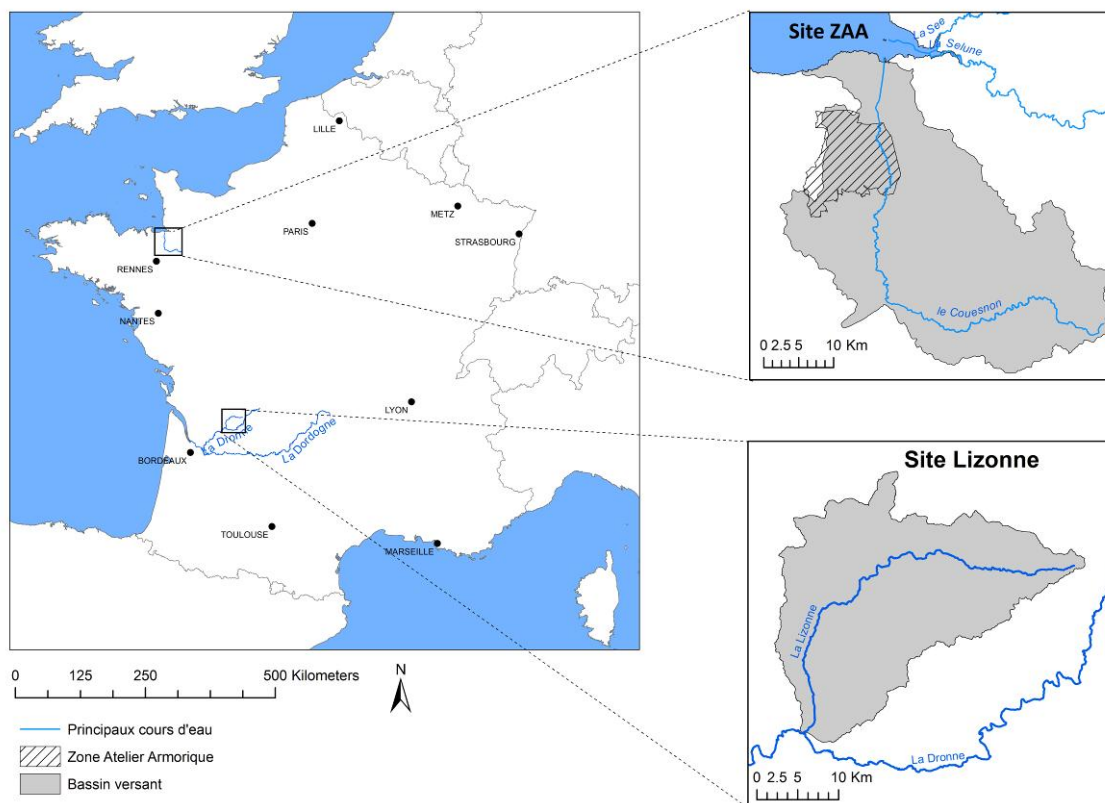 LILLE
PARIS
METZ
STRASBOURG
RENNES
NANTES
LYON
La Dronne
La Dordogne
BORDEAUX
TOULOUSE
MARSEILLE
0 125 250 500 Kilometers
N
Principaux cours d'eau
Zone Atelier Armorique
Bassin versant
Site ZAA
La See
Selune
le Couesnon
0 2.5 5 10 Km
Site Lizonne
La Lizonne
La Dronne
0 2.5 5 10 Km